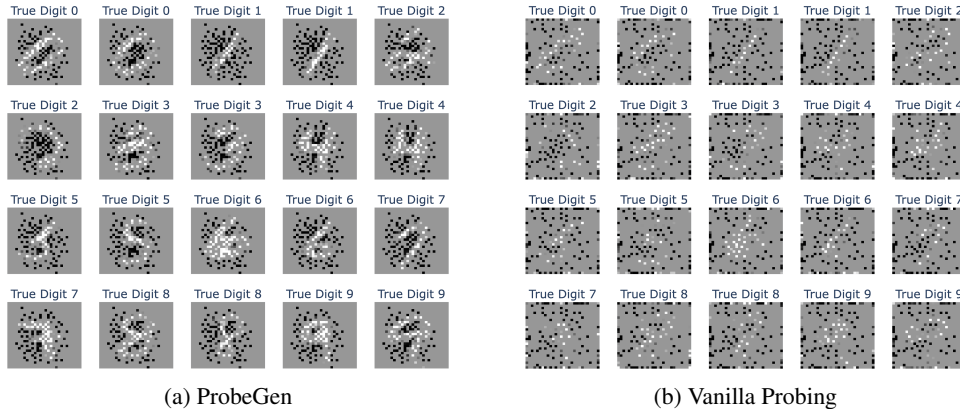 True Digit 0 True Digit 0 True Digit 1 True Digit 1 True Digit 2
True Digit 2 True Digit 3 True Digit 3 True Digit 4 True Digit 4
True Digit 5 True Digit 5 True Digit 6 True Digit 6 True Digit 7
True Digit 7 True Digit 8 True Digit 8 True Digit 9 True Digit 9
(a) ProbeGen
True Digit 0 True Digit 0 True Digit 1 True Digit 1 True Digit 2
True Digit 2 True Digit 3 True Digit 3 True Digit 4 True Digit 4
True Digit 5 True Digit 5 True Digit 6 True Digit 6 True Digit 7
True Digit 7 True Digit 8 True Digit 8 True Digit 9 True Digit 9
(b) Vanilla Probing